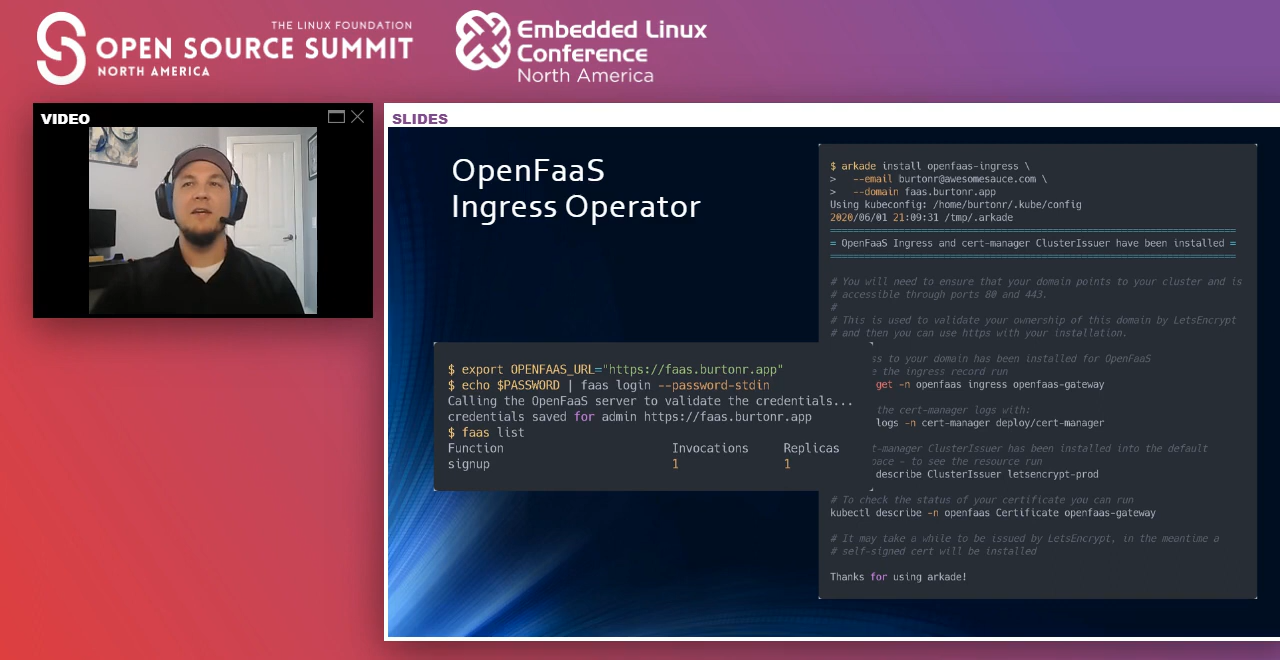 THE LINUX FOUNDATION
OPEN SOURCE SUMMIT
NORTH AMERICA
Embedded Linux
Conference
North America
VIDEO
SLIDES
OpenFaaS
Ingress Operator
$ arkade install openfaas-ingress \
>   --email burtonr@awesomesauce.com \
>   --domain faas.burtonr.app
Using kubeconfig: /home/burtonr/.kube/config
2020/06/01 21:09:31 /tmp/.arkade
=======================================================================
= OpenFaaS Ingress and cert-manager ClusterIssuer have been installed =
=======================================================================
# You will need to ensure that your domain points to your cluster and is
# accessible through ports 80 and 443.
#
# This is used to validate your ownership of this domain by LetsEncrypt
# and then you can use https with your installation.
ss to your domain has been installed for OpenFaaS
e the ingress record run
get -n openfaas ingress openfaas-gateway
the cert-manager logs with:
logs -n cert-manager deploy/cert-manager
t-manager ClusterIssuer has been installed into the default
pace - to see the resource run
describe ClusterIssuer letsencrypt-prod
# To check the status of your certificate you can run
kubectl describe -n openfaas Certificate openfaas-gateway
# It may take a while to be issued by LetsEncrypt, in the meantime a
# self-signed cert will be installed
Thanks for using arkade!
$ export OPENFAAS_URL="https://faas.burtonr.app"
$ echo $PASSWORD | faas login --password-stdin
Calling the OpenFaaS server to validate the credentials...
credentials saved for admin https://faas.burtonr.app
$ faas list
Function                        Invocations     Replicas
signup                          1               1